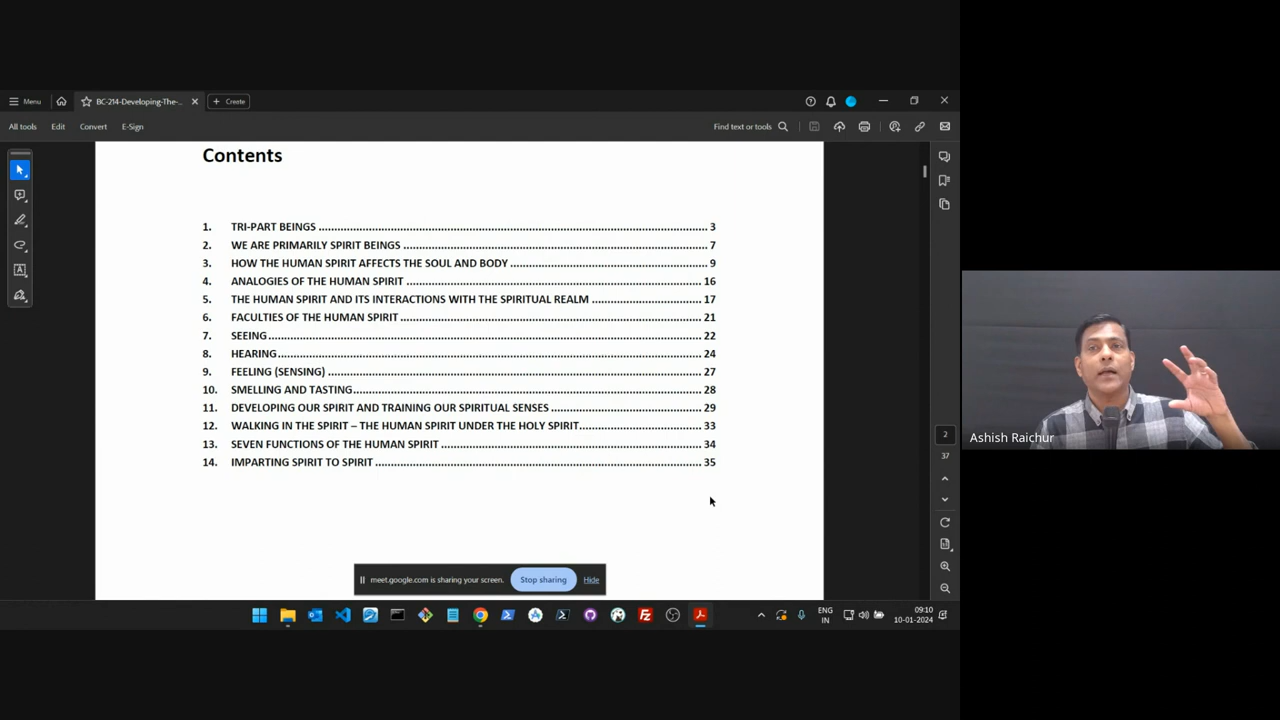 Menu
BC-214-Developing-The-...
Create
All tools
Edit
Convert
E-Sign
Find text or tools
Contents
1. TRI-PART BEINGS ........ 3
2. WE ARE PRIMARILY SPIRIT BEINGS ........ 7
3. HOW THE HUMAN SPIRIT AFFECTS THE SOUL AND BODY ........ 9
4. ANALOGIES OF THE HUMAN SPIRIT ........ 16
5. THE HUMAN SPIRIT AND ITS INTERACTIONS WITH THE SPIRITUAL REALM ........ 17
6. FACULTIES OF THE HUMAN SPIRIT ........ 21
7. SEEING ........ 22
8. HEARING ........ 24
9. FEELING (SENSING) ........ 27
10. SMELLING AND TASTING ........ 28
11. DEVELOPING OUR SPIRIT AND TRAINING OUR SPIRITUAL SENSES ........ 29
12. WALKING IN THE SPIRIT – THE HUMAN SPIRIT UNDER THE HOLY SPIRIT ........ 33
13. SEVEN FUNCTIONS OF THE HUMAN SPIRIT ........ 34
14. IMPARTING SPIRIT TO SPIRIT ........ 35
2
37
Ashish Raichur
meet.google.com is sharing your screen.
Stop sharing
Hide
ENG
IN
09:10
10-01-2024